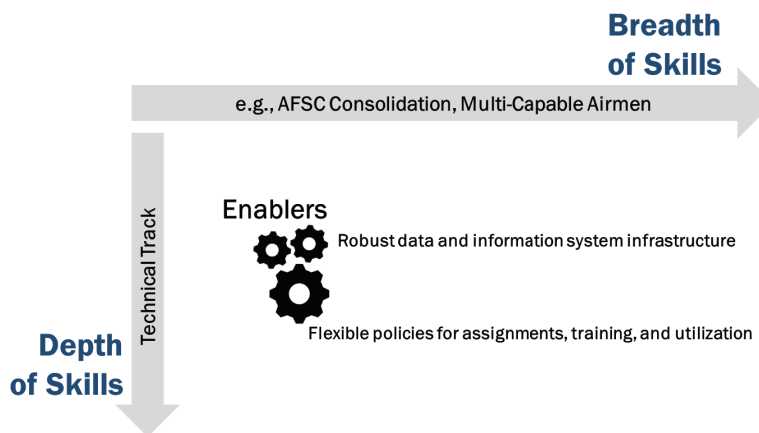 Breadth
of Skills
e.g., AFSC Consolidation, Multi-Capable Airmen
Technical Track
Enablers
Robust data and information system infrastructure
Flexible policies for assignments, training, and utilization
Depth
of Skills